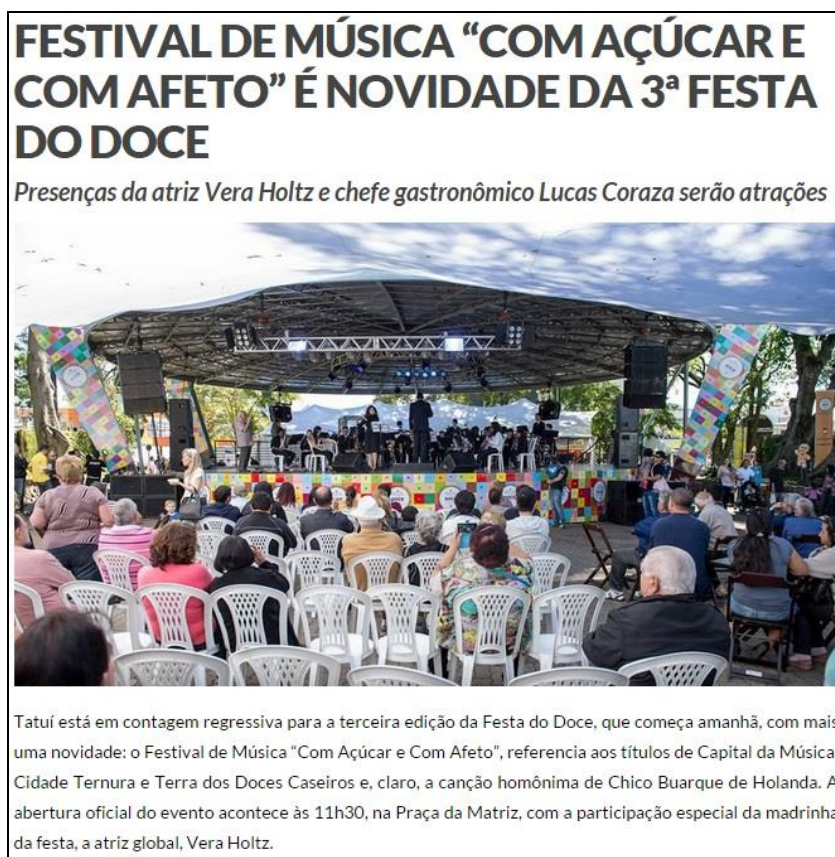 FESTIVAL DE MÚSICA “COM AÇÚCAR E
COM AFETO” É NOVIDADE DA 3ª FESTA
DO DOCE
Presenças da atriz Vera Holtz e chefe gastronômico Lucas Coraza serão atrações
Tatuí está em contagem regressiva para a terceira edição da Festa do Doce, que começa amanhã, com mais
uma novidade: o Festival de Música “Com Açúcar e Com Afeto”, referencia aos títulos de Capital da Música,
Cidade Ternura e Terra dos Doces Caseiros e, claro, a canção homônima de Chico Buarque de Holanda. A
abertura oficial do evento acontece às 11h30, na Praça da Matriz, com a participação especial da madrinha
da festa, a atriz global, Vera Holtz.